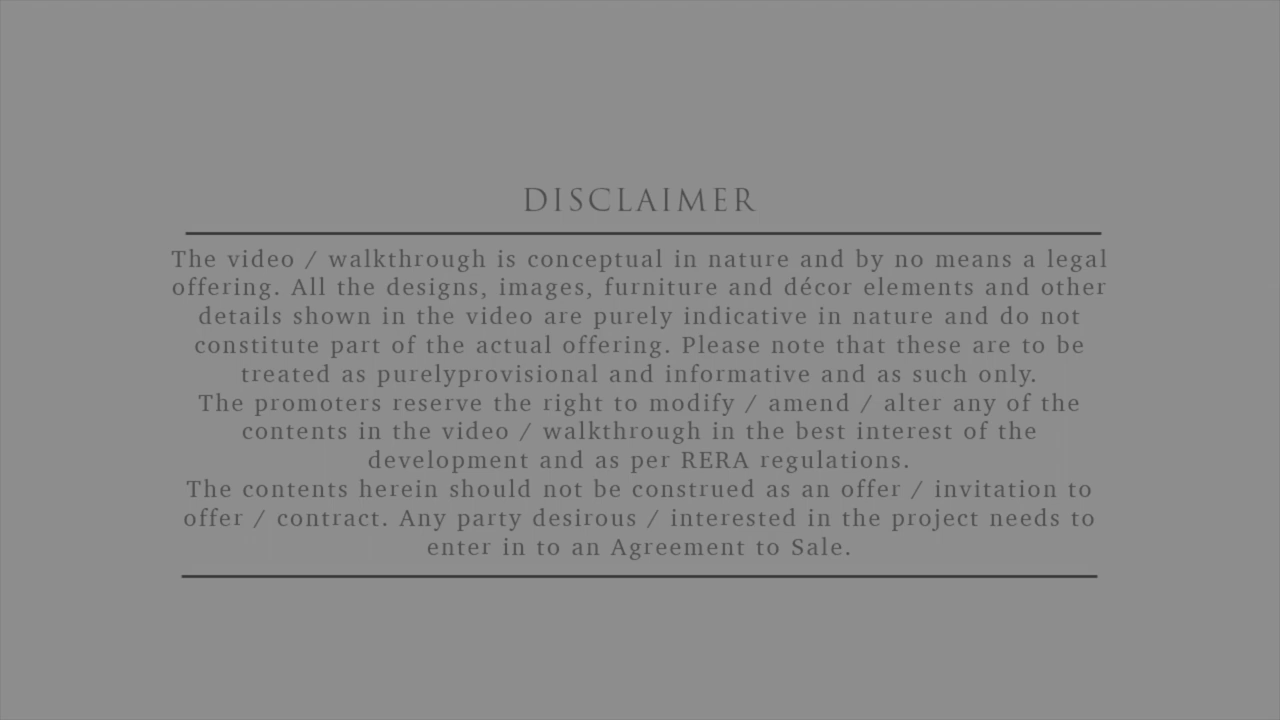 DISCLAIMER
The video / walkthrough is conceptual in nature and by no means a legal
offering. All the designs, images, furniture and décor elements and other
details shown in the video are purely indicative in nature and do not
constitute part of the actual offering. Please note that these are to be
treated as purelyprovisional and informative and as such only.
The promoters reserve the right to modify / amend / alter any of the
contents in the video / walkthrough in the best interest of the
development and as per RERA regulations.
The contents herein should not be construed as an offer / invitation to
offer / contract. Any party desirous / interested in the project needs to
enter in to an Agreement to Sale.